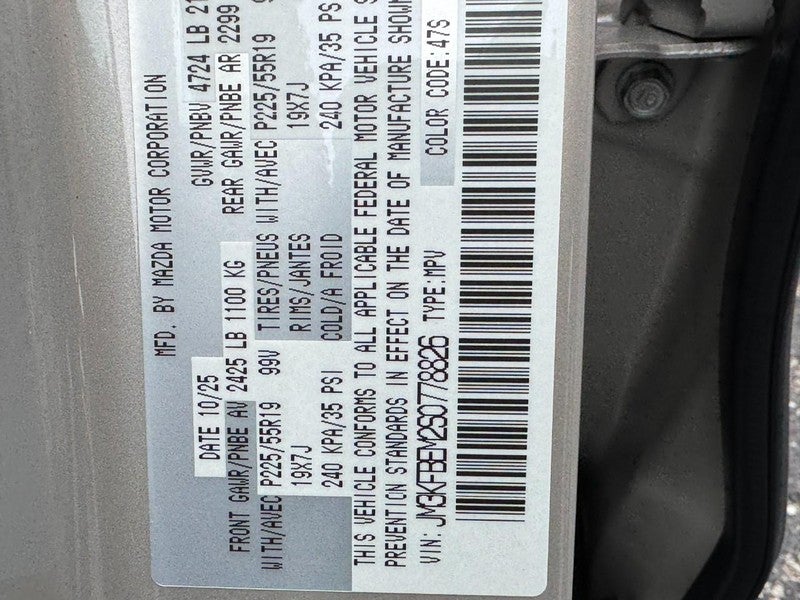 MFD. BY MAZDA MOTOR CORPORATION
DATE 10/25 GVWR/PNBV 4724 LB 21
FRONT GAWR/PNBE AV 2425 LB 1100 KG REAR GAWR/PNBE AR 2299
WITH/AVEC P225/55R19 99V TIRES/PNEUS WITH/AVEC P225/55R19
19X7J RIMS/JANTES 19X7J
240 KPA/35 PSI COLD/A FROID 240 KPA/35 PS
THIS VEHICLE CONFORMS TO ALL APPLICABLE FEDERAL MOTOR VEHICLE S
PREVENTION STANDARDS IN EFFECT ON THE DATE OF MANUFACTURE SHOWN
VIN: JM3KFBEM2S0778826 TYPE:MPV COLOR CODE:47S